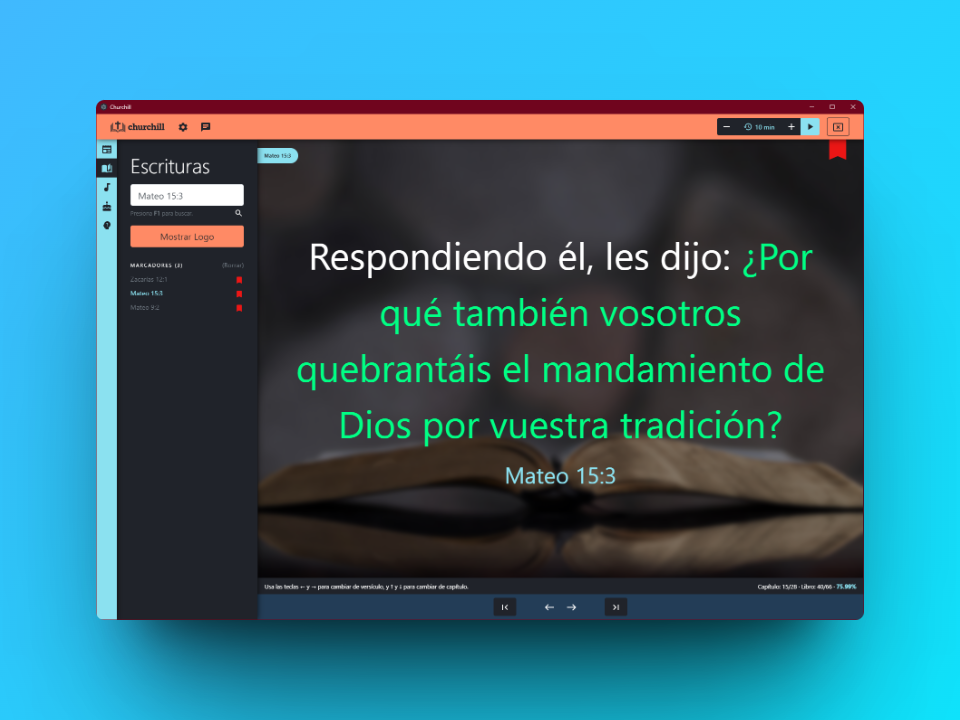 Churchill
churchill
10 min
Escrituras
Mateo 15:3
Presiona F1 para buscar.
Mostrar Logo
MARCADORES (3)
(Borrar)
Zacarías 12:1
Mateo 15:3
Mateo 9:2
Mateo 15:3
Respondiendo él, les dijo: ¿Por
qué también vosotros
quebrantáis el mandamiento de
Dios por vuestra tradición?
Mateo 15:3
Usa las teclas ← y → para cambiar de versículo, y ↑ y ↓ para cambiar de capítulo.
Capítulo: 15/28 · Libro: 40/66 · 75.99%